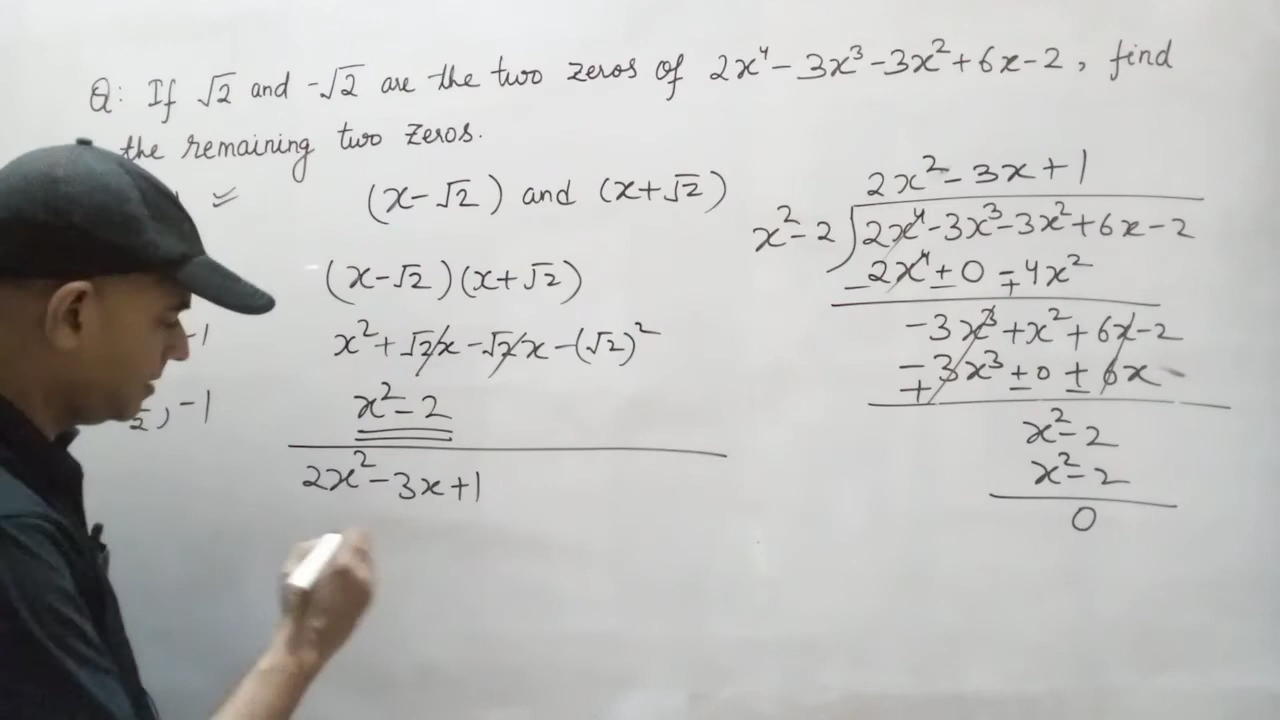 Q: If √2 and -√2 are the two zeros of 2x⁴-3x³-3x²+6x-2, find
the remaining two zeros.
(x-√2) and (x+√2)
(x-√2)(x+√2)
x²+√2x-√2x-(√2)²
x²-2
2x²-3x+1
-1
2, -1
2x²-3x+1
x²-2)2x⁴-3x³-3x²+6x-2
2x⁴±0-4x²
- +
-3x³+x²+6x-2
-3x³±0±6x
+
x²-2
x²-2
0